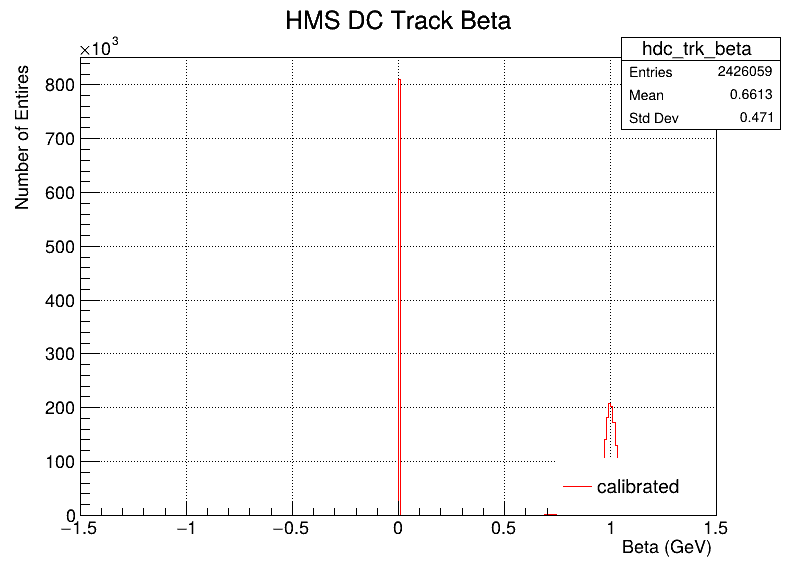 HMS DC Track Beta
×10³
hdc_trk_beta
Entries 2426059
Mean 0.6613
Std Dev 0.471
Number of Entires
800
700
600
500
400
300
200
100
0
calibrated
−1.5 −1 −0.5 0 0.5 1 1.5
Beta (GeV)